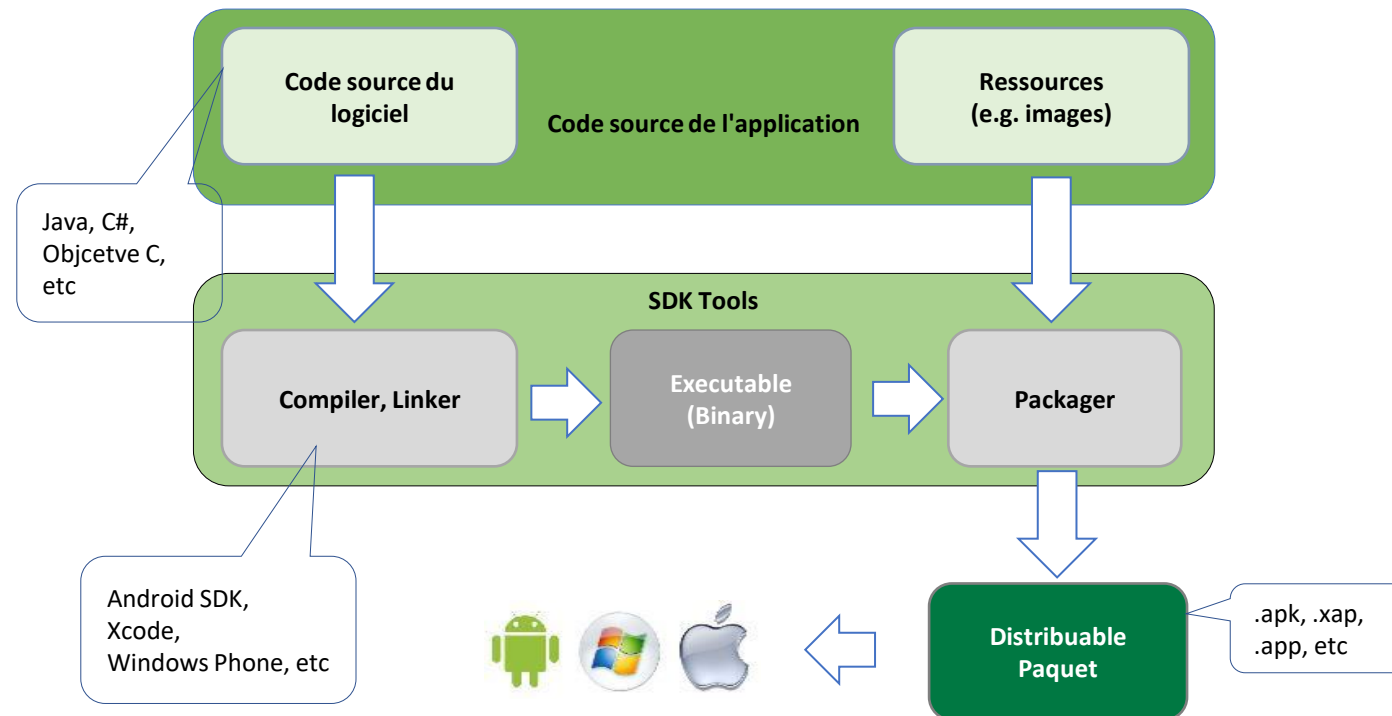 Code source du
logiciel
Code source de l'application
Ressources
(e.g. images)
Java, C#,
Objcetve C,
etc
SDK Tools
Compiler, Linker
Executable
(Binary)
Packager
Android SDK,
Xcode,
Windows Phone, etc
Distribuable
Paquet
.apk, .xap,
.app, etc